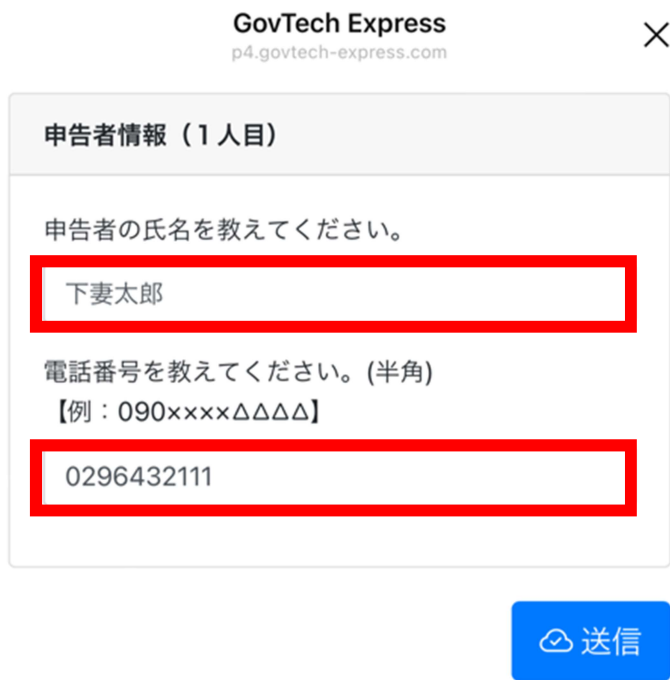 GovTech Express
p4.govtech-express.com
申告者情報（1人目）
申告者の氏名を教えてください。
下妻太郎
電話番号を教えてください。(半角)
【例：090××××△△△△】
0296432111
送信